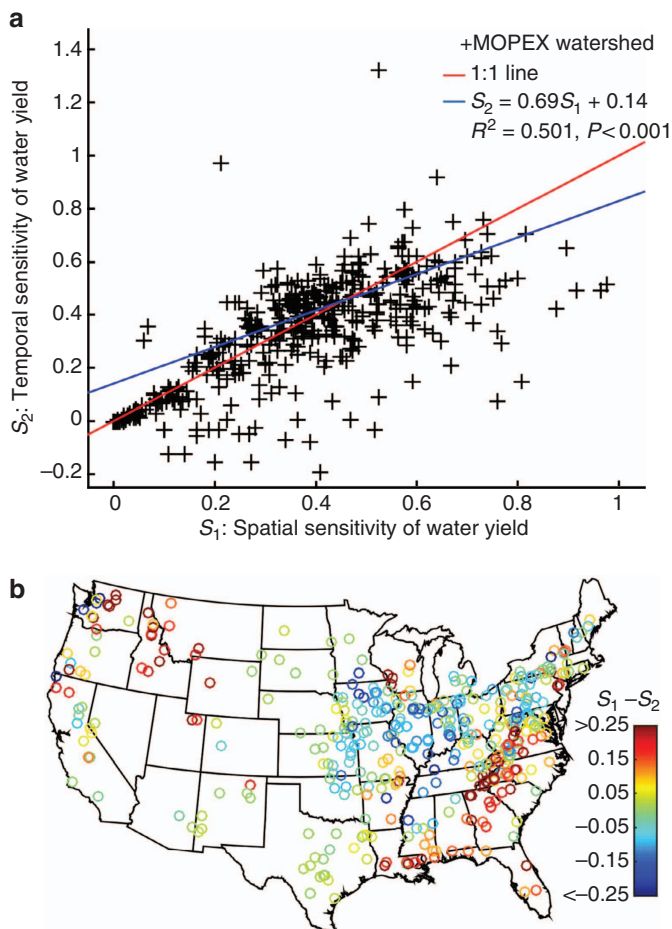 a
1.4
1.2
1
0.8
0.6
0.4
0.2
0
–0.2
S2: Temporal sensitivity of water yield
+MOPEX watershed
1:1 line
S2 = 0.69S1 + 0.14
R2 = 0.501, P< 0.001
0 0.2 0.4 0.6 0.8 1
S1: Spatial sensitivity of water yield
b
S1 –S2
>0.25
0.15
0.05
–0.05
–0.15
<–0.25